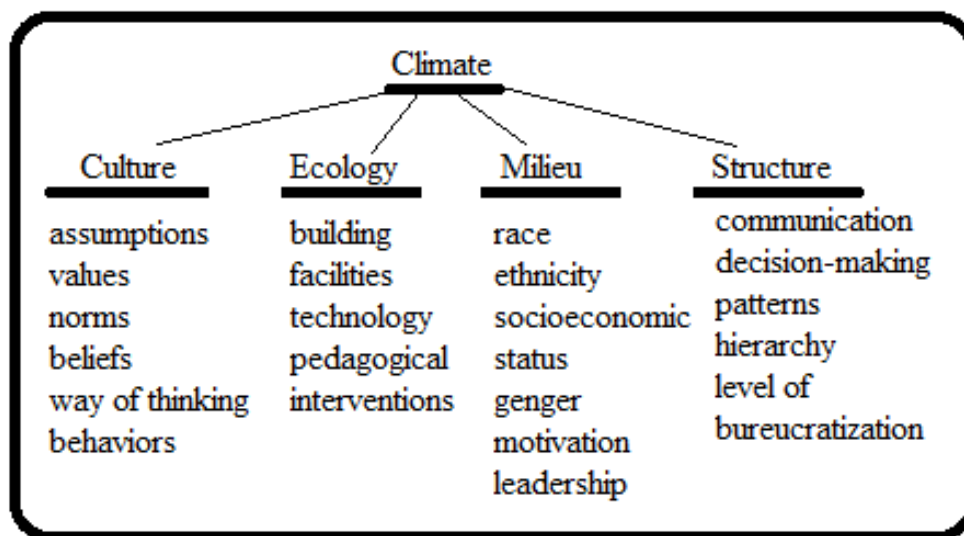 Climate
Culture
Ecology
Milieu
Structure
assumptions
values
norms
beliefs
way of thinking
behaviors
building
facilities
technology
pedagogical
interventions
race
ethnicity
socioeconomic
status
genger
motivation
leadership
communication
decision-making
patterns
hierarchy
level of
bureucratization